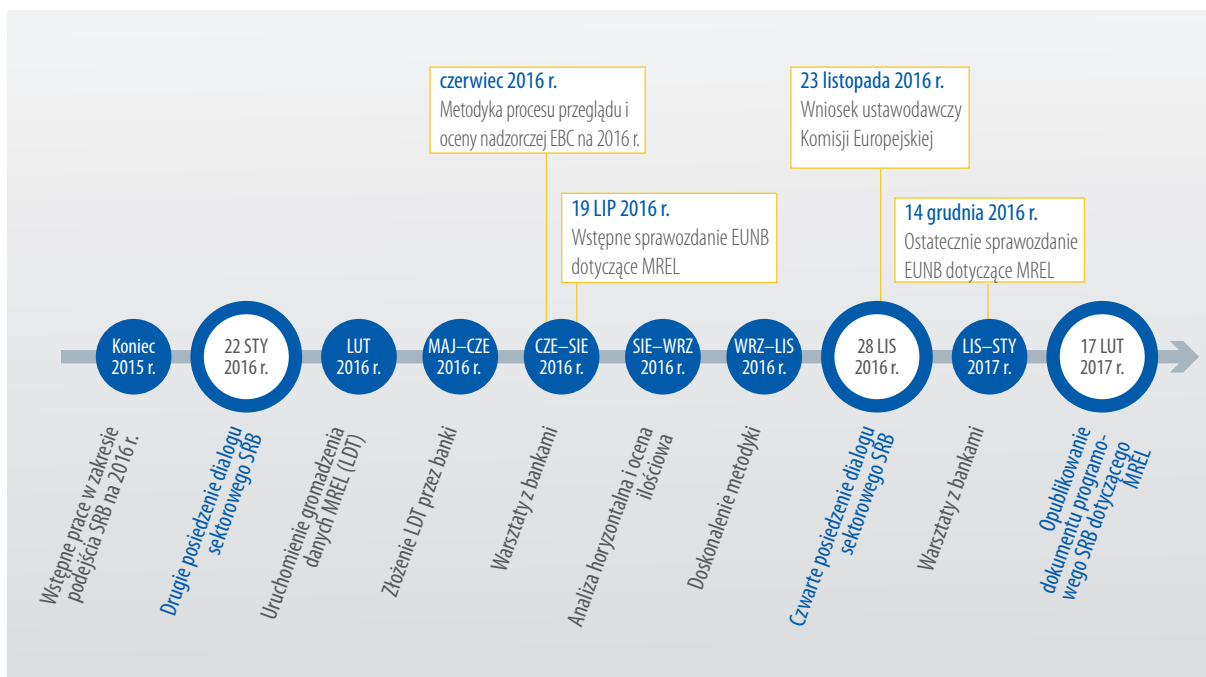 czerwiec 2016 r.
Metodyka procesu przeglądu i
oceny nadzorczej EBC na 2016 r.
23 listopada 2016 r.
Wniosek ustawodawczy
Komisji Europejskiej
19 LIP 2016 r.
Wstępne sprawozdanie EUNB
dotyczące MREL
14 grudnia 2016 r.
Ostatecznie sprawozdanie
EUNB dotyczące MREL
Koniec
2015 r.
22 STY
2016 r.
LUT
2016 r.
MAJ–CZE
2016 r.
CZE–SIE
2016 r.
SIE–WRZ
2016 r.
WRZ–LIS
2016 r.
28 LIS
2016 r.
LIS–STY
2017 r.
17 LUT
2017 r.
Wstępne prace w zakresie
podejścia SRB na 2016 r.
Drugie posiedzenie dialogu
sektorowego SRB
Uruchomienie gromadzenia
danych MREL (LDT)
Złożenie LDT przez banki
Warsztaty z bankami
Analiza horyzontalna i ocena
ilościowa
Doskonalenie metodyki
Czwarte posiedzenie dialogu
sektorowego SRB
Warsztaty z bankami
Opublikowanie
dokumentu programo-
wego SRB dotyczącego
MREL